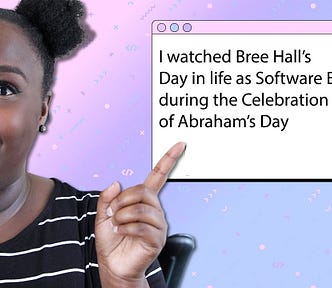 I watched Bree Hall's
Day in life as Software E
during the Celebration
of Abraham's Day